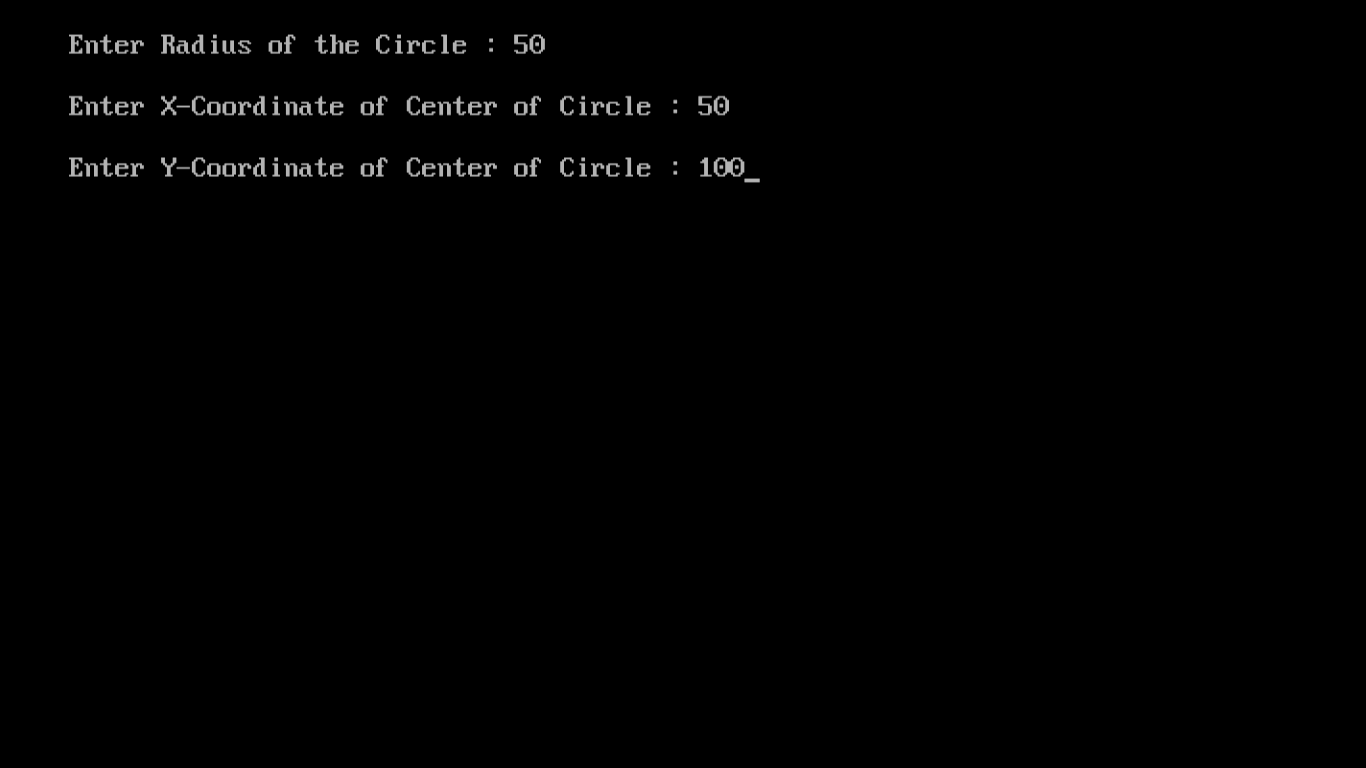 Enter Radius of the Circle : 50
Enter X-Coordinate of Center of Circle : 50
Enter Y-Coordinate of Center of Circle : 100_